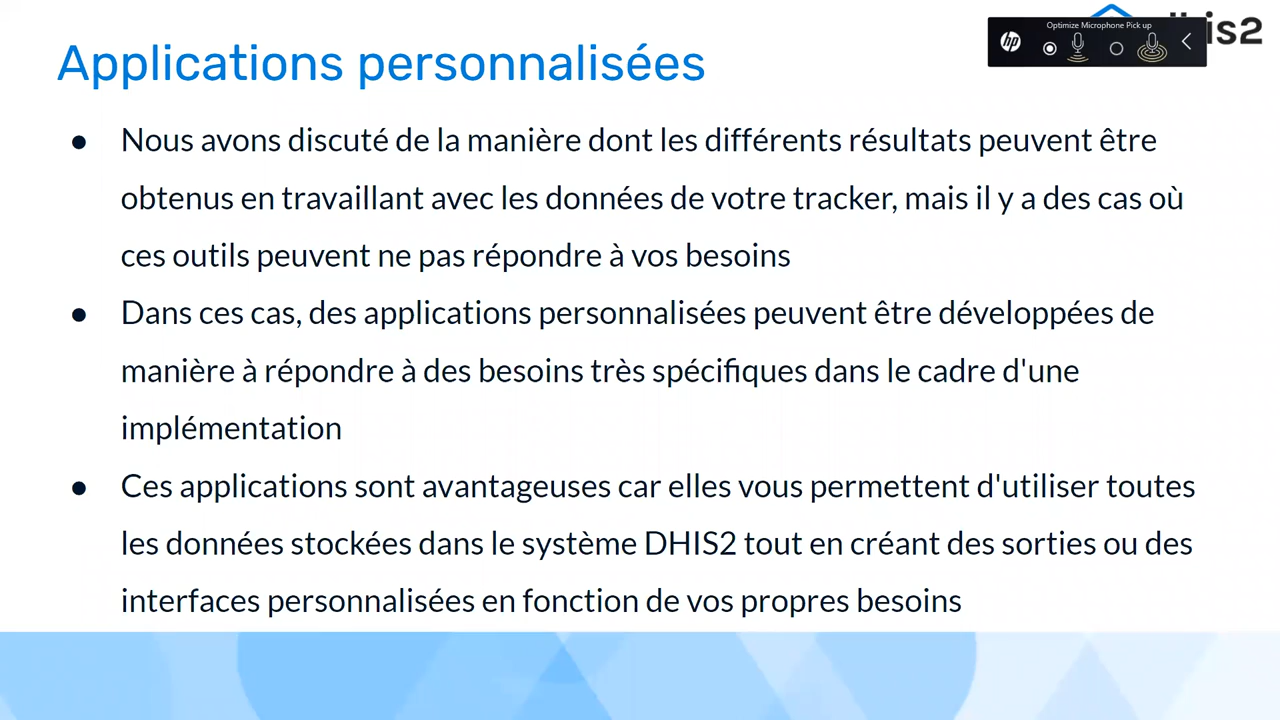 Applications personnalisées
Optimize Microphone Pick up
hp
is2
● Nous avons discuté de la manière dont les différents résultats peuvent être
obtenus en travaillant avec les données de votre tracker, mais il y a des cas où
ces outils peuvent ne pas répondre à vos besoins
● Dans ces cas, des applications personnalisées peuvent être développées de
manière à répondre à des besoins très spécifiques dans le cadre d'une
implémentation
● Ces applications sont avantageuses car elles vous permettent d'utiliser toutes
les données stockées dans le système DHIS2 tout en créant des sorties ou des
interfaces personnalisées en fonction de vos propres besoins